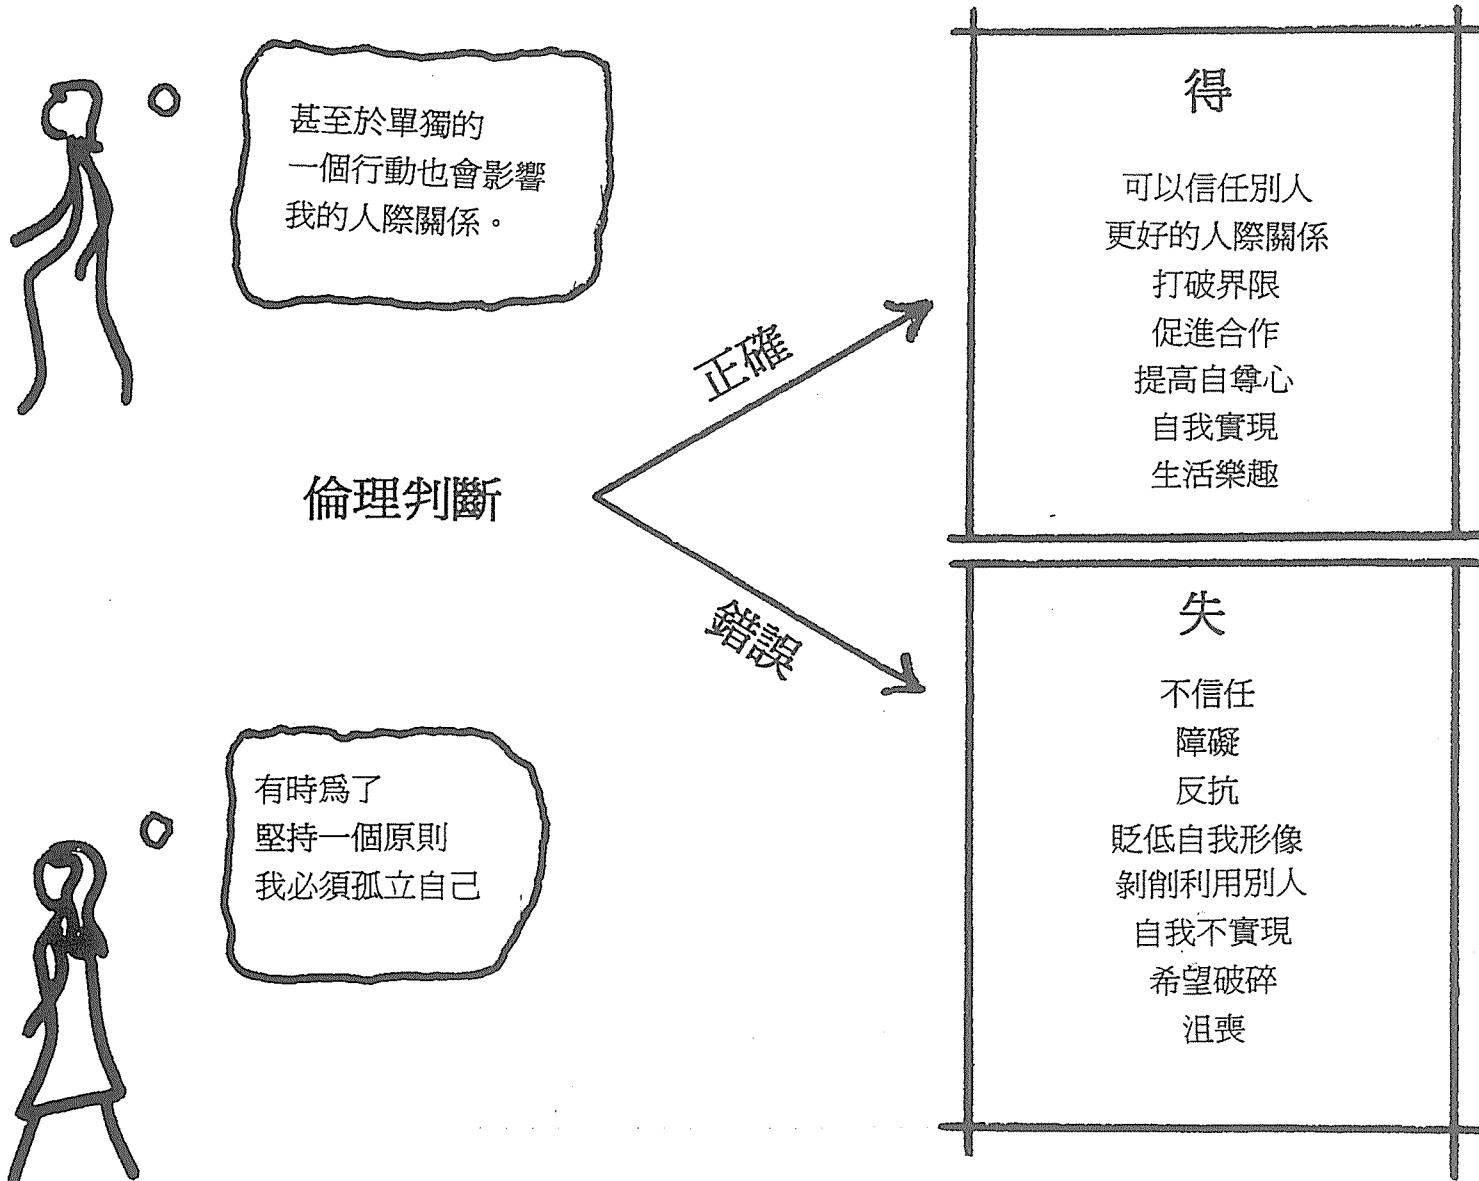 甚至於單獨的
一個行動也會影響
我的人際關係。
倫理判斷
正確
得
可以信任別人
更好的人際關係
打破界限
促進合作
提高自尊心
自我實現
生活樂趣
錯誤
失
不信任
障礙
反抗
貶低自我形像
剝削利用別人
自我不實現
希望破碎
沮喪
有時爲了
堅持一個原則
我必須孤立自己